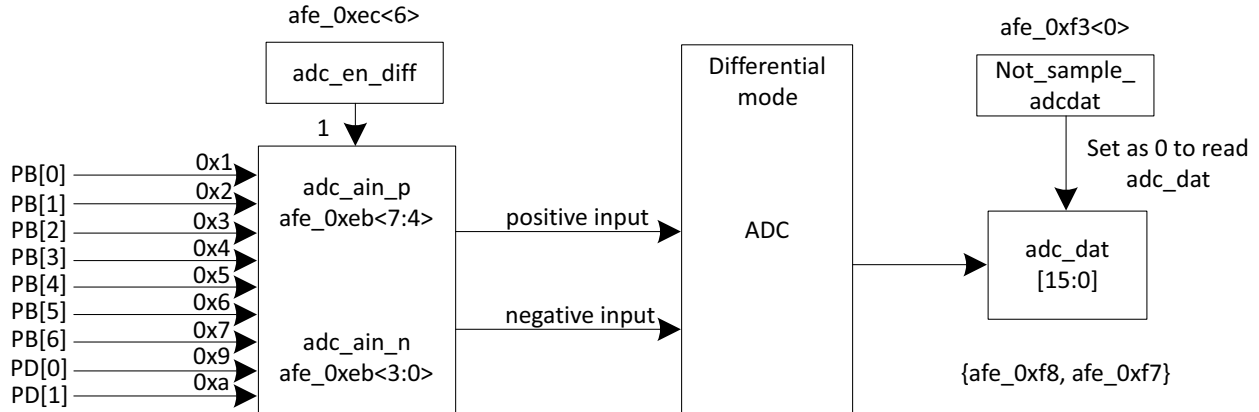 afe_0xec<6>
adc_en_diff
1
PB[0] 0x1
PB[1] 0x2
PB[2] 0x3
PB[3] 0x4
PB[4] 0x5
PB[5] 0x6
PB[6] 0x7
PD[0] 0x9
PD[1] 0xa
adc_ain_p
afe_0xeb<7:4>
adc_ain_n
afe_0xeb<3:0>
positive input
negative input
Differential
mode
ADC
afe_0xf3<0>
Not_sample_
adcdat
Set as 0 to read
adc_dat
adc_dat
[15:0]
{afe_0xf8, afe_0xf7}